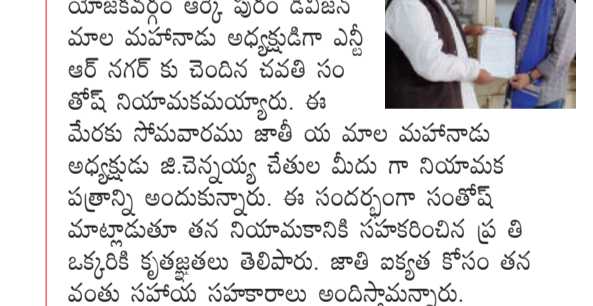 యోజకవర్గం ఆర్కే పురం డివిజన్
మాల మహానాడు అధ్యక్షుడిగా ఎన్టీ
ఆర్ నగర్ కు చెందిన చవతి సం
తోష్ నియామకమయ్యారు. ఈ
మేరకు సోమవారము జాతీ య మాల మహానాడు
అధ్యక్షుడు జి.చెన్నయ్య చేతుల మీదు గా నియామక
పత్రాన్ని అందుకున్నారు. ఈ సందర్భంగా సంతోష్
మాట్లాడుతూ తన నియామకానికి సహకరించిన ప్ర తి
ఒక్కరికి కృతజ్ఞతలు తెలిపారు. జాతి ఐక్యత కోసం తన
వంతు సహాయ సహకారాలు అందిస్తామన్నారు.